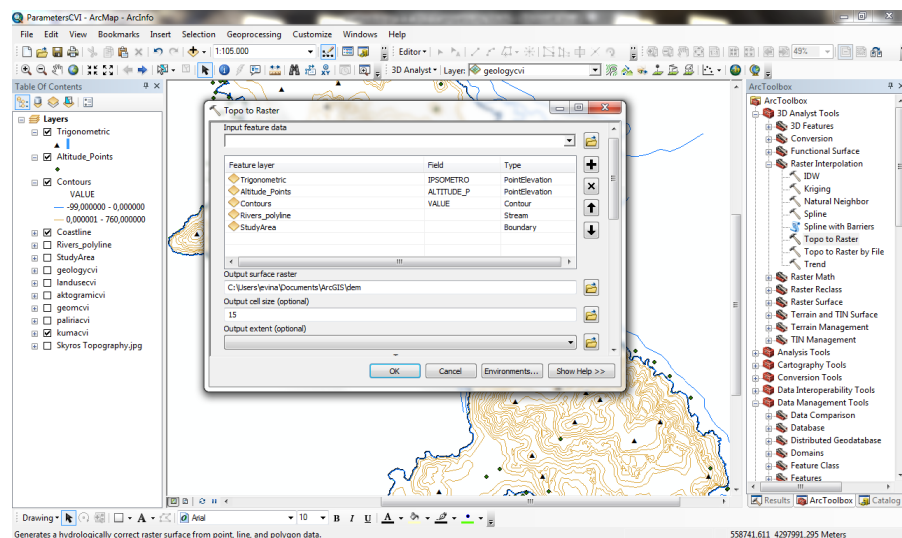 ParametersCVI - ArcMap - ArcInfo
File Edit View Bookmarks Insert Selection Geoprocessing Customize Windows Help
1:105.000
Editor
49%
3D Analyst
Layer:
geologycvi
Table Of Contents
Layers
Trigonometric
Altitude_Points
Contours
VALUE
-99,000000 - 0,000000
0,000001 - 760,000000
Coastline
Rivers_polyline
StudyArea
geologycvi
landusecvi
aktogramicvi
geomcvi
paliriacvi
kumacvi
Skyros Topography.jpg
Topo to Raster
Input feature data
Feature layer Field Type
Trigonometric IPSOMETRO PointElevation
Altitude_Points ALTITUDE_P PointElevation
Contours VALUE Contour
Rivers_polyline Stream
StudyArea Boundary
Output surface raster
C:\Users\evina\Documents\ArcGIS\dem
Output cell size (optional)
15
Output extent (optional)
OK Cancel Environments... Show Help >>
ArcToolbox
ArcToolbox
3D Analyst Tools
3D Features
Conversion
Functional Surface
Raster Interpolation
IDW
Kriging
Natural Neighbor
Spline
Spline with Barriers
Topo to Raster
Topo to Raster by File
Trend
Raster Math
Raster Reclass
Raster Surface
Terrain and TIN Surface
Terrain Management
TIN Management
Analysis Tools
Cartography Tools
Conversion Tools
Data Interoperability Tools
Data Management Tools
Data Comparison
Database
Distributed Geodatabase
Domains
Feature Class
Features
Results ArcToolbox Catalog
Drawing
Arial
10
B I U A
Generates a hydrologically correct raster surface from point, line, and polygon data.
558741.611 4297991.295 Meters